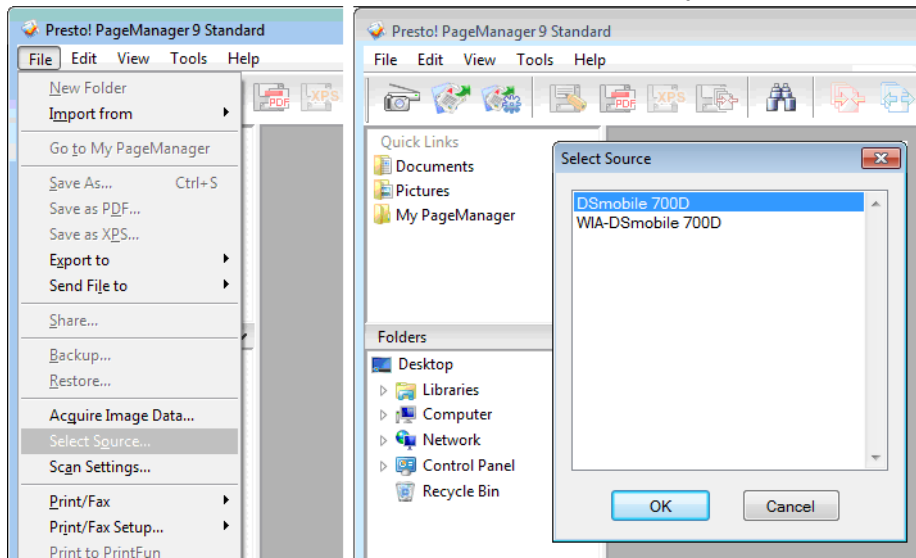 Presto! PageManager 9 Standard
File Edit View Tools Help
New Folder
Import from
Go to My PageManager
Save As... Ctrl+S
Save as PDF...
Save as XPS...
Export to
Send File to
Share...
Backup...
Restore...
Acquire Image Data...
Select Source...
Scan Settings...
Print/Fax
Print/Fax Setup...
Print to PrintFun
PDF XPS
Presto! PageManager 9 Standard
File Edit View Tools Help
PDF XPS
Quick Links
Documents
Pictures
My PageManager
Folders
Desktop
Libraries
Computer
Network
Control Panel
Recycle Bin
Select Source
DSmobile 700D
WIA-DSmobile 700D
OK Cancel